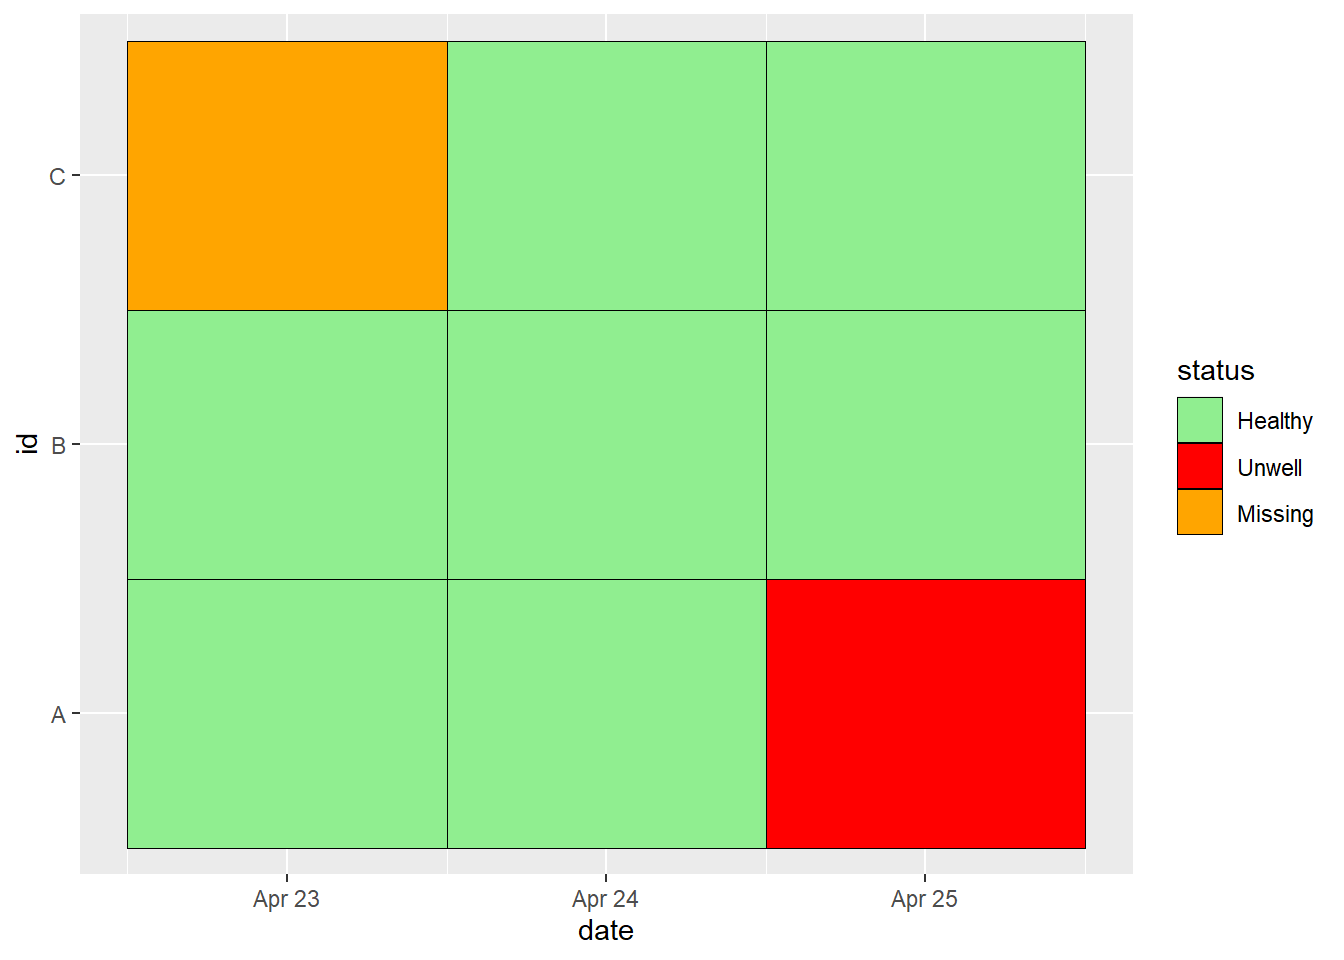 C
B
A
id
Apr 23
Apr 24
Apr 25
date
status
Healthy
Unwell
Missing